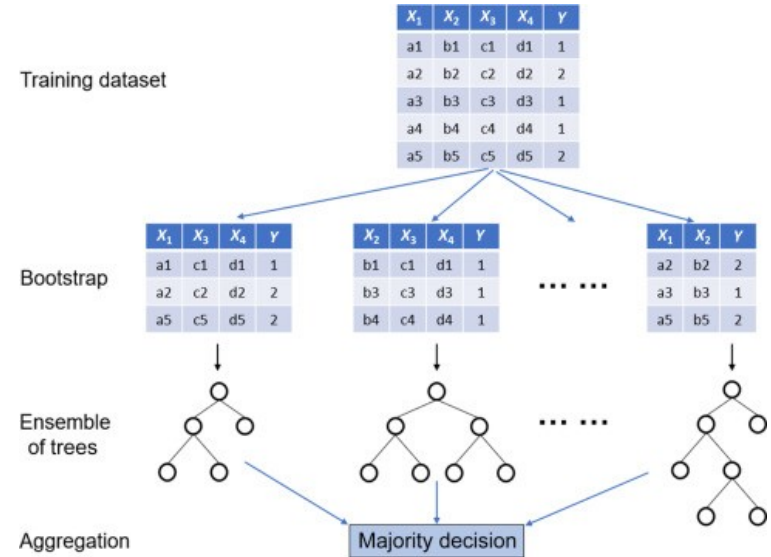 X1 X2 X3 X4 Y
a1 b1 c1 d1 1
a2 b2 c2 d2 2
a3 b3 c3 d3 1
a4 b4 c4 d4 1
a5 b5 c5 d5 2
Training dataset
X1 X3 X4 Y
a1 c1 d1 1
a2 c2 d2 2
a5 c5 d5 2
X2 X3 X4 Y
b1 c1 d1 1
b3 c3 d3 1
b4 c4 d4 1
... ...
X1 X2 Y
a2 b2 2
a3 b3 1
a5 b5 2
Bootstrap
Ensemble
of trees
... ...
Aggregation
Majority decision